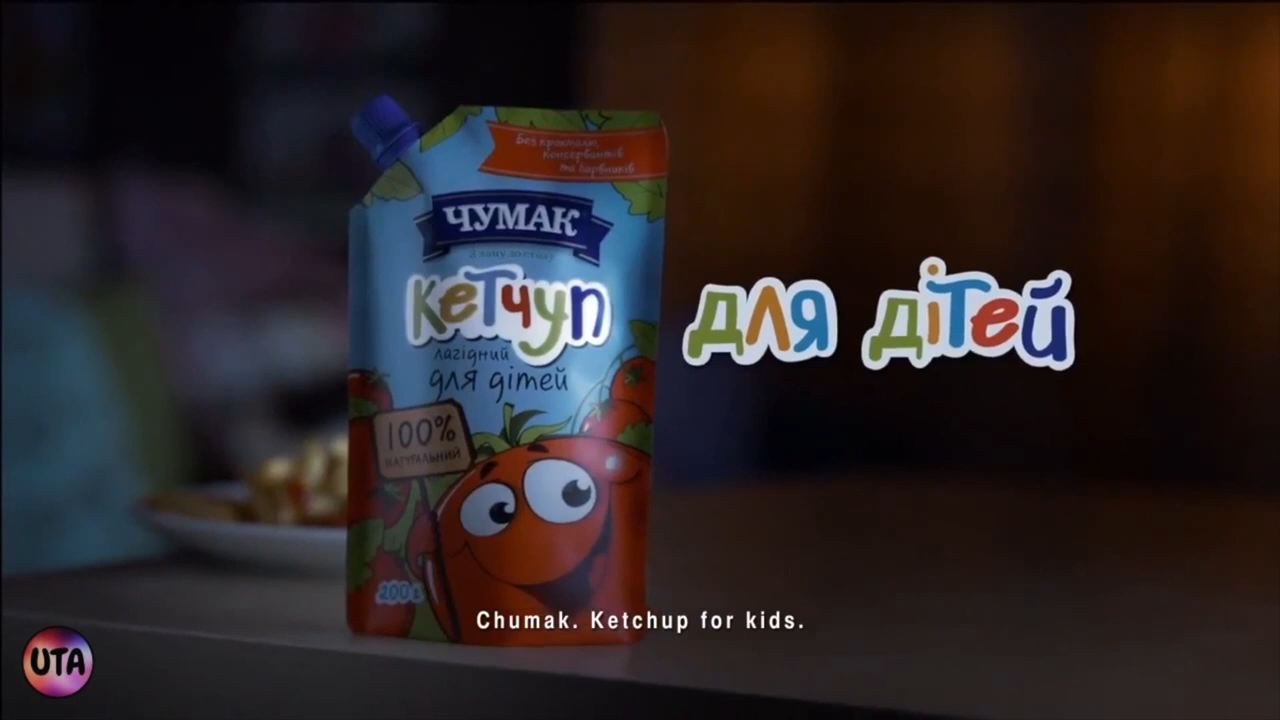 Без крохмалю,
консервантів
та барвників
ЧУМАК
Кетчуп
лагідний
для дітей
для дітей
100%
НАТУРАЛЬНИЙ
200 г
Chumak. Ketchup for kids.
UTA